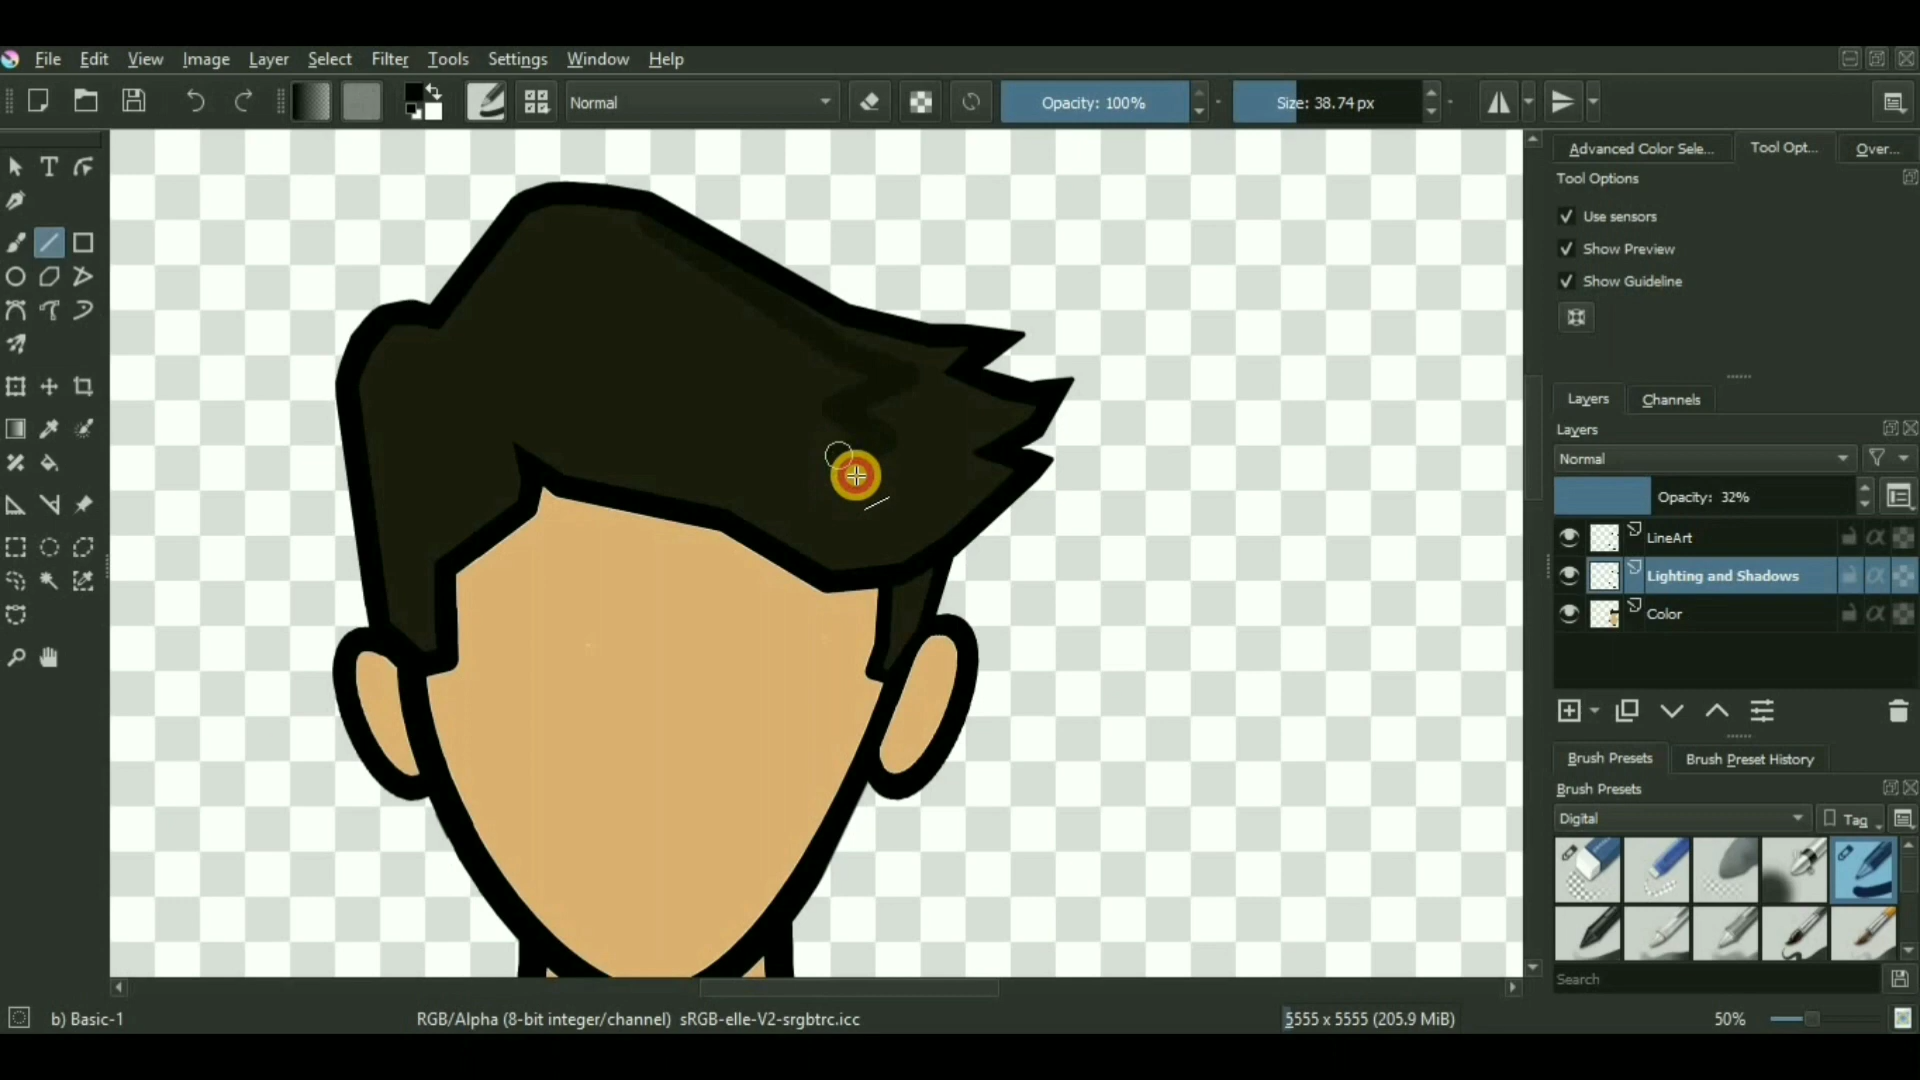 File Edit View Image Layer Select Filter Tools Settings Window Help
Normal Opacity: 100% Size: 38.74 px
Advanced Color Sele... Tool Opt... Over...
Tool Options
Use sensors
Show Preview
Show Guideline
Layers Channels
Layers
Normal
Opacity: 32%
LineArt
Lighting and Shadows
Color
Brush Presets Brush Preset History
Brush Presets
Digital Tag
Search
b) Basic-1 RGB/Alpha (8-bit integer/channel) sRGB-elle-V2-srgbtrc.icc 5555 x 5555 (205.9 MiB) 50%